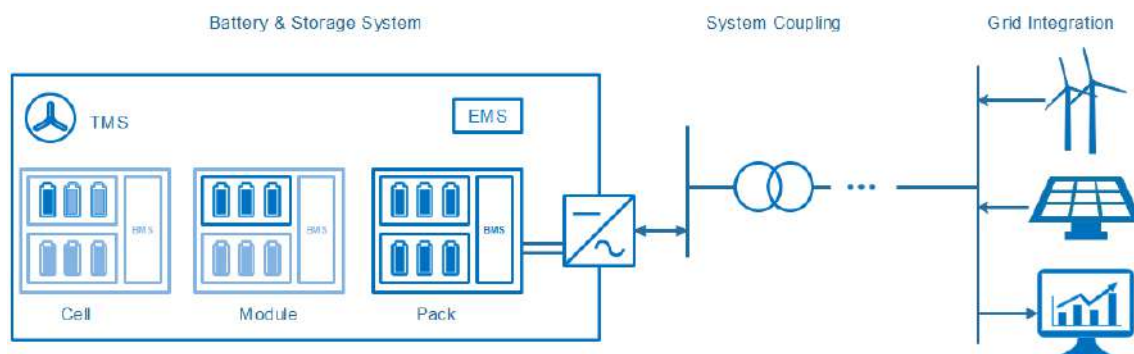 Battery & Storage System
System Coupling
Grid Integration
TMS
EMS
BMS
BMS
BMS
Cell
Module
Pack